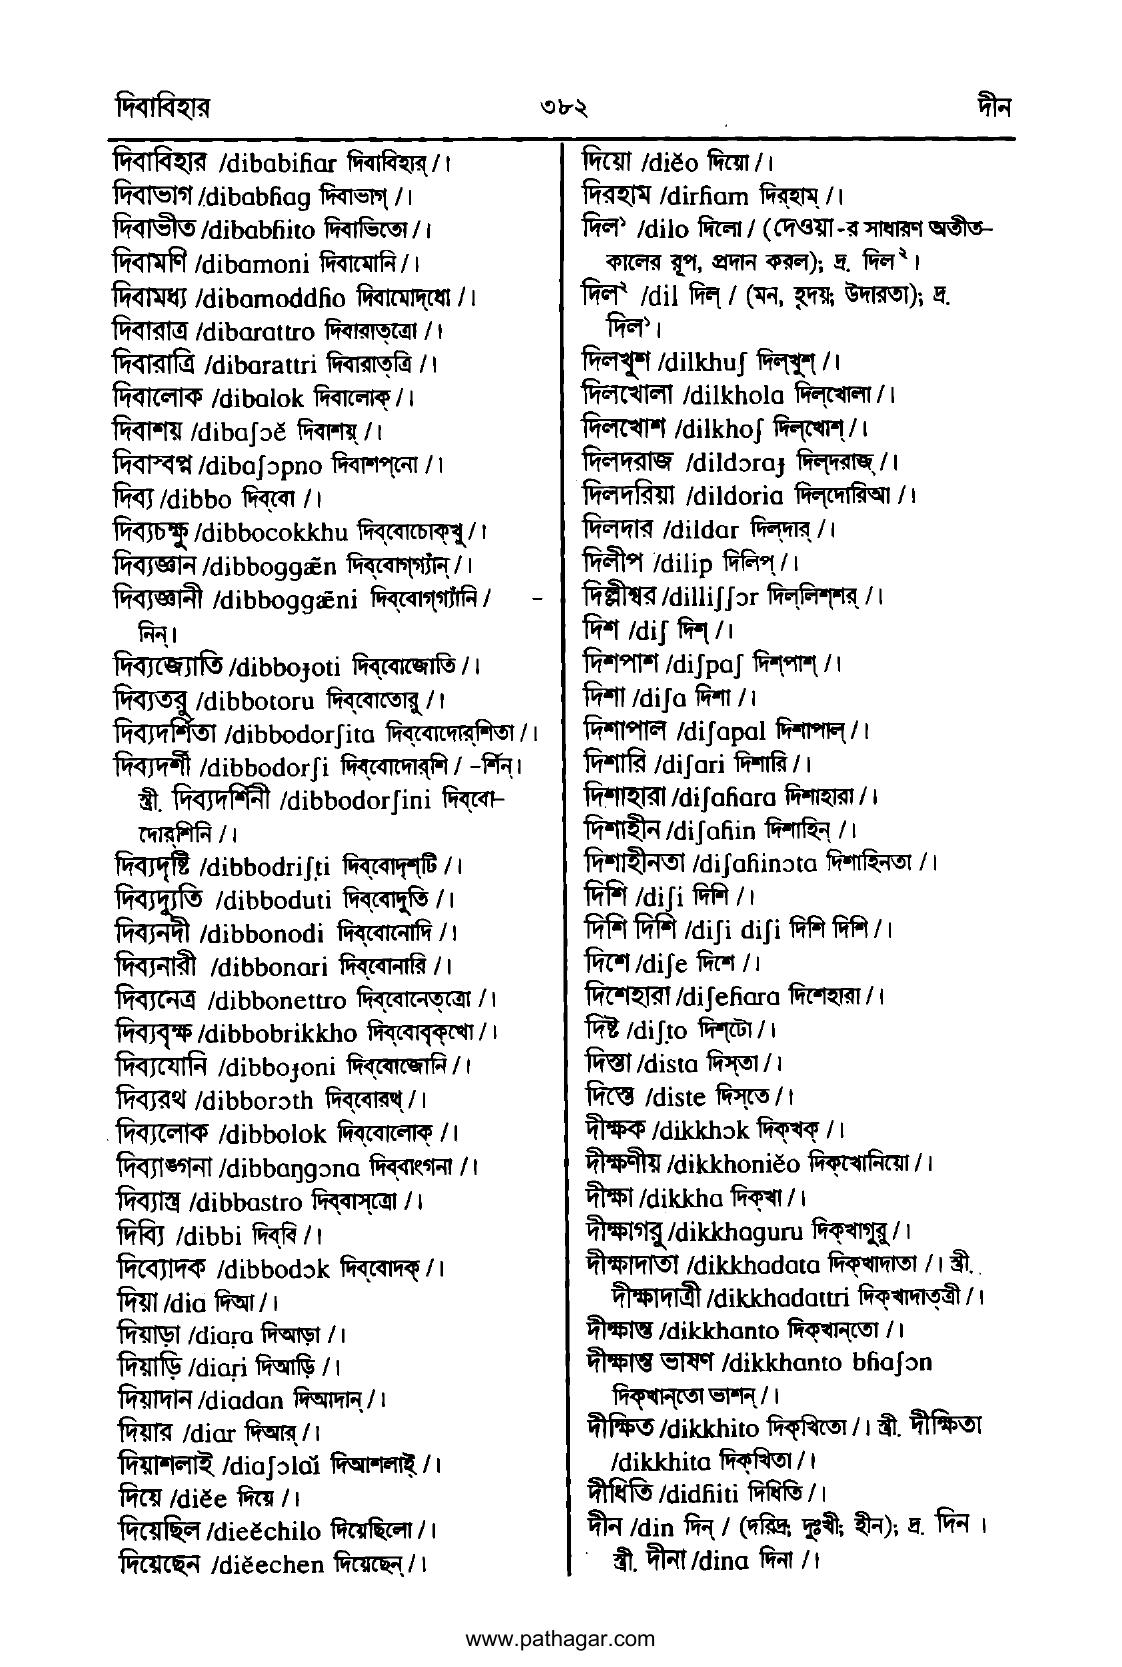 দিবাবিহার ৩৮২ দীন
দিবাবিহার /dibabiɦar দিবাবিহার্ / ।
দিবাভাগ /dibabɦag দিবাভাগ্ / ।
দিবাভীত /dibabɦito দিবাভিতো / ।
দিবামণি /dibamoni দিবামোনি / ।
দিবামধ্য /dibamoddɦo দিবামোদ্‌ধো / ।
দিবারাত্র /dibarattro দিবারাত্‌ত্রো / ।
দিবারাত্রি /dibarattri দিবারাত্‌ত্রি / ।
দিবালোক /dibalok দিবালোক্ / ।
দিবাশয় /dibaʃɔĕ দিবাশয়্ / ।
দিবাস্বপ্ন /dibaʃɔpno দিবাশপ্‌নো / ।
দিব্য /dibbo দিব্‌বো / ।
দিব্যচক্ষু /dibbocokkhu দিব্‌বোচোক্‌খু / ।
দিব্যজ্ঞান /dibboggæ̃n দিব্‌বোগ্‌গ্যাঁন্ / ।
দিব্যজ্ঞানী /dibboggæ̃ni দিব্‌বোগ্‌গ্যাঁনি / -
নিন্ ।
দিব্যজ্যোতি /dibboɟoti দিব্‌বোজোতি / ।
দিব্যতরু /dibbotoru দিব্‌বোতোরু / ।
দিব্যদর্শিতা /dibbodorʃita দিব্‌বোদোর্‌শিতা / ।
দিব্যদর্শী /dibbodorʃi দিব্‌বোদোর্‌শি / -র্শিন্ ।
স্ত্রী. দিব্যদর্শিনী /dibbodorʃini দিব্‌বো-
দোর্‌শিনি / ।
দিব্যদৃষ্টি /dibbodriʃṭi দিব্‌বোদৃশ্‌টি / ।
দিব্যদ্যুতি /dibboduti দিব্‌বোদুতি / ।
দিব্যনদী /dibbonodi দিব্‌বোনোদি / ।
দিব্যনারী /dibbonari দিব্‌বোনারি / ।
দিব্যনেত্র /dibbonettro দিব্‌বোনেত্‌ত্রো / ।
দিব্যবৃক্ষ /dibbobrikkho দিব্‌বোবৃক্‌খো / ।
দিব্যযোনি /dibboɟoni দিব্‌বোজোনি / ।
দিব্যরথ /dibborɔth দিব্‌বোরথ্ / ।
দিব্যলোক /dibbolok দিব্‌বোলোক্ / ।
দিব্যাঙ্গনা /dibbaŋgɔna দিব্‌বাংগনা / ।
দিব্যাস্ত্র /dibbastro দিব্‌বাস্‌ত্রো / ।
দিব্যি /dibbi দিব্‌বি / ।
দিব্যোদক /dibbodɔk দিব্‌বোদক্ / ।
দিয়া /dia দিআ / ।
দিয়াড়া /diaṛa দিআড়া / ।
দিয়াড়ি /diaṛi দিআড়ি / ।
দিয়াদান /diadan দিআদান্ / ।
দিয়ার /diar দিআর্ / ।
দিয়াশলাই /diaʃɔlaĭ দিআশলাই্ / ।
দিয়ে /diĕe দিয়ে / ।
দিয়েছিল /dieĕchilo দিয়েছিলো / ।
দিয়েছেন /diĕechen দিয়েছেন্ / ।
দিয়ো /diĕo দিয়ো / ।
দিরহাম /dirɦam দির্‌হাম্ / ।
দিল১ /dilo দিলো / (দেওয়া-র সাধারণ অতীত-
কালের রূপ, প্রদান করল); দ্র. দিল২ ।
দিল২ /dil দিল্ / (মন, হৃদয়; উদারতা); দ্র.
দিল১ ।
দিলখুশ /dilkhuʃ দিল্‌খুশ্ / ।
দিলখোলা /dilkhola দিল্‌খোলা / ।
দিলখোশ /dilkhoʃ দিল্‌খোশ্ / ।
দিলদরাজ /dildɔraɟ দিল্‌দরাজ্ / ।
দিলদরিয়া /dildoria দিল্‌দোরিআ / ।
দিলদার /dildar দিল্‌দার্ / ।
দিলীপ /dilip দিলিপ্ / ।
দিল্লীশ্বর /dilliʃʃɔr দিল্‌লিশ্‌শর্ / ।
দিশ /diʃ দিশ্ / ।
দিশপাশ /diʃpaʃ দিশ্‌পাশ্ / ।
দিশা /diʃa দিশা / ।
দিশাপাল /diʃapal দিশাপাল্ / ।
দিশারি /diʃari দিশারি / ।
দিশাহারা /diʃaɦara দিশাহারা / ।
দিশাহীন /diʃaɦin দিশাহিন্ / ।
দিশাহীনতা /diʃaɦinɔta দিশাহিনতা / ।
দিশি /diʃi দিশি / ।
দিশি দিশি /diʃi diʃi দিশি দিশি / ।
দিশে /diʃe দিশে / ।
দিশেহারা /diʃeɦara দিশেহারা / ।
দিষ্ট /diʃṭo দিশ্‌টো / ।
দিস্তা /dista দিস্‌তা / ।
দিস্তে /diste দিস্‌তে / ।
দীক্ষক /dikkhɔk দিক্‌খক্ / ।
দীক্ষণীয় /dikkhoniĕo দিক্‌খোনিয়ো / ।
দীক্ষা /dikkha দিক্‌খা / ।
দীক্ষাগুরু /dikkhaguru দিক্‌খাগুরু / ।
দীক্ষাদাতা /dikkhadata দিক্‌খাদাতা / । স্ত্রী.
দীক্ষাদাত্রী /dikkhadattri দিক্‌খাদাত্‌ত্রী / ।
দীক্ষান্ত /dikkhanto দিক্‌খান্‌তো / ।
দীক্ষান্ত ভাষণ /dikkhanto bɦaʃɔn
দিক্‌খান্‌তো ভাশন্ / ।
দীক্ষিত /dikkhito দিক্‌খিতো / । স্ত্রী. দীক্ষিতা
/dikkhita দিক্‌খিতা / ।
দীধিতি /didɦiti দিধিতি / ।
দীন /din দিন্ / (দরিদ্র; দুঃখী; হীন); দ্র. দিন ।
স্ত্রী. দীনা /dina দিনা / ।
www.pathagar.com